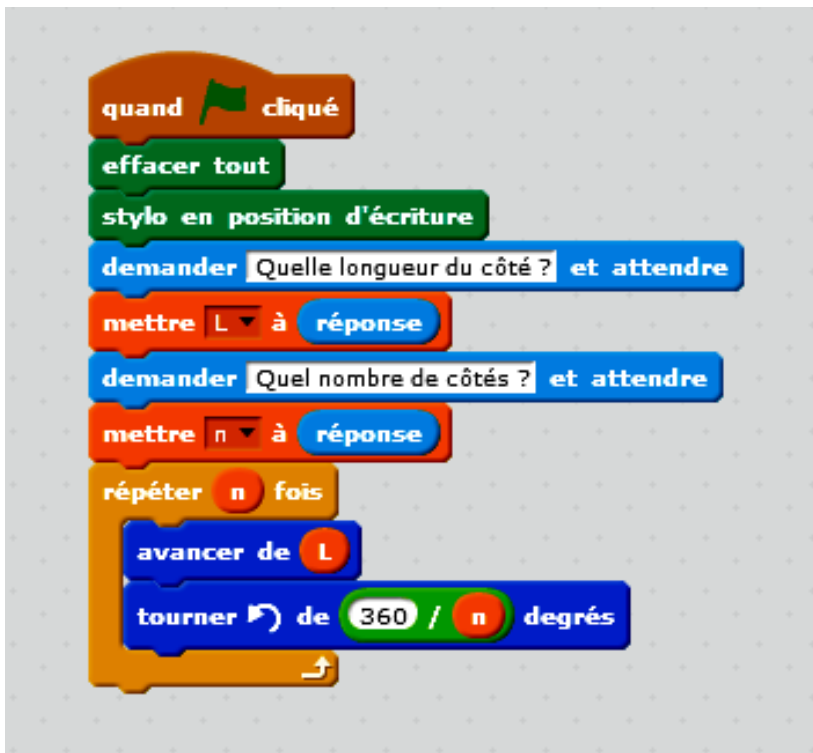 quand cliqué
effacer tout
stylo en position d'écriture
demander Quelle longueur du côté ? et attendre
mettre L à réponse
demander Quel nombre de côtés ? et attendre
mettre n à réponse
répéter n fois
avancer de L
tourner de 360 / n degrés